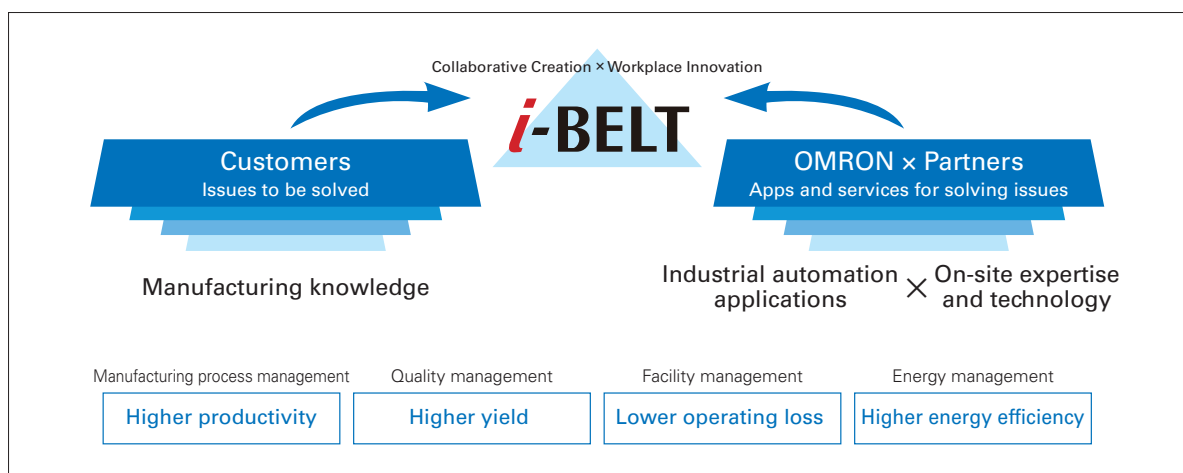 Collaborative Creation × Workplace Innovation
i-BELT
Customers
Issues to be solved
OMRON × Partners
Apps and services for solving issues
Manufacturing knowledge
Industrial automation
applications
×
On-site expertise
and technology
Manufacturing process management
Higher productivity
Quality management
Higher yield
Facility management
Lower operating loss
Energy management
Higher energy efficiency